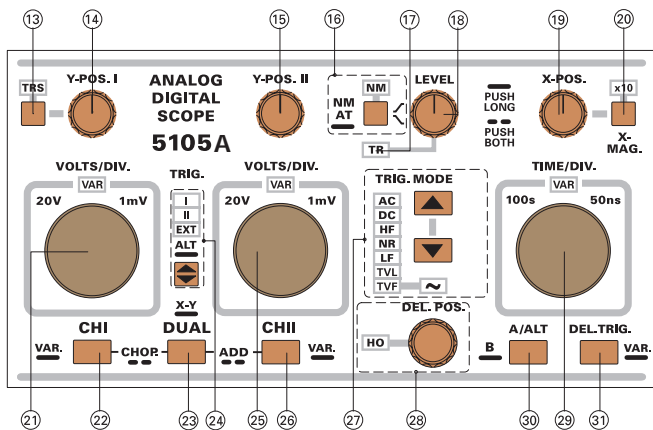 13 14 15 16 17 18 19 20
TRS
Y-POS. I
ANALOG
DIGITAL
SCOPE
5105A
Y-POS. II
NM
AT
NM
LEVEL
TR
PUSH
LONG
PUSH
BOTH
X-POS.
x10
X-
MAG.
VOLTS/DIV.
VAR
20V 1mV
TRIG.
I
II
EXT
ALT
VOLTS/DIV.
VAR
20V 1mV
TRIG. MODE
AC
DC
HF
NR
LF
TVL
TVF
~
TIME/DIV.
VAR
100s 50ns
X-Y
CHI
DUAL
CHII
VAR.
CHOP.
ADD
VAR.
DEL. POS.
HO
A/ALT
B
DEL.TRIG.
VAR.
21 22 23 24 25 26 27 28 30 29 31